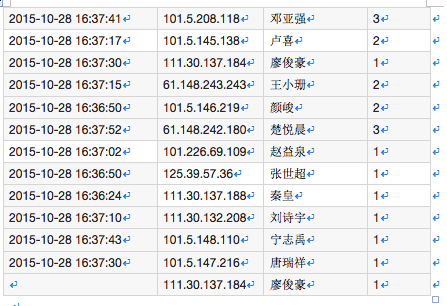 2015-10-28 16:37:41 101.5.208.118 邓亚强 3
2015-10-28 16:37:17 101.5.145.138 卢喜 2
2015-10-28 16:37:30 111.30.137.184 廖俊豪 1
2015-10-28 16:37:15 61.148.243.243 王小珊 2
2015-10-28 16:36:50 101.5.146.219 颜峻 2
2015-10-28 16:37:52 61.148.242.180 楚悦晨 3
2015-10-28 16:37:02 101.226.69.109 赵益泉 1
2015-10-28 16:36:50 125.39.57.36 张世超 1
2015-10-28 16:36:24 111.30.137.188 秦皇 1
2015-10-28 16:37:10 111.30.132.208 刘诗宇 1
2015-10-28 16:37:43 101.5.148.110 宁志禹 1
2015-10-28 16:37:30 101.5.147.216 唐瑞祥 1
111.30.137.184 廖俊豪 1